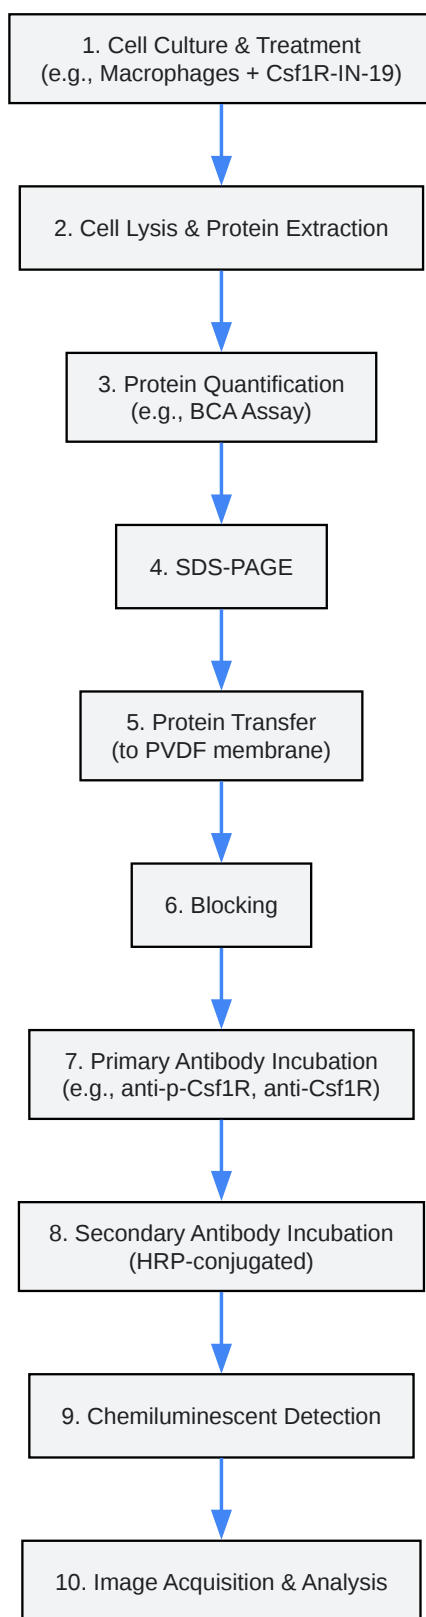 1. Cell Culture & Treatment
(e.g., Macrophages + Csf1R-IN-19)
2. Cell Lysis & Protein Extraction
3. Protein Quantification
(e.g., BCA Assay)
4. SDS-PAGE
5. Protein Transfer
(to PVDF membrane)
6. Blocking
7. Primary Antibody Incubation
(e.g., anti-p-Csf1R, anti-Csf1R)
8. Secondary Antibody Incubation
(HRP-conjugated)
9. Chemiluminescent Detection
10. Image Acquisition & Analysis